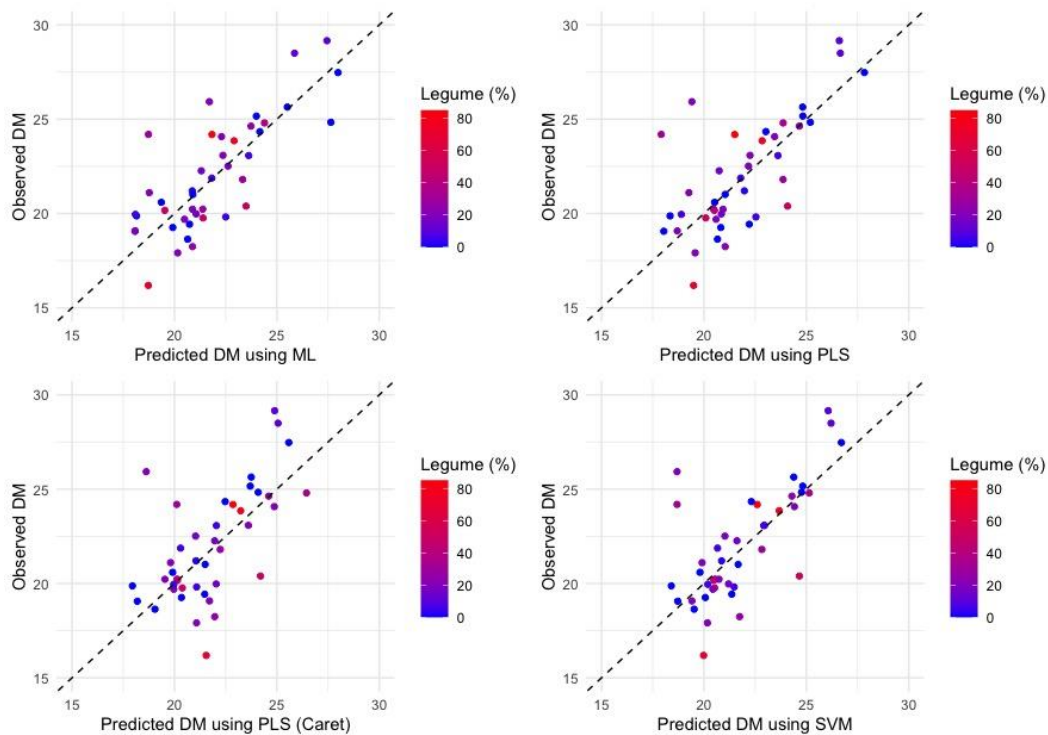 30
25
20
15
Observed DM
15 20 25 30
Predicted DM using ML
Legume (%)
80
60
40
20
0
30
25
20
15
Observed DM
15 20 25 30
Predicted DM using PLS
Legume (%)
80
60
40
20
0
30
25
20
15
Observed DM
15 20 25 30
Predicted DM using PLS (Caret)
Legume (%)
80
60
40
20
0
30
25
20
15
Observed DM
15 20 25 30
Predicted DM using SVM
Legume (%)
80
60
40
20
0